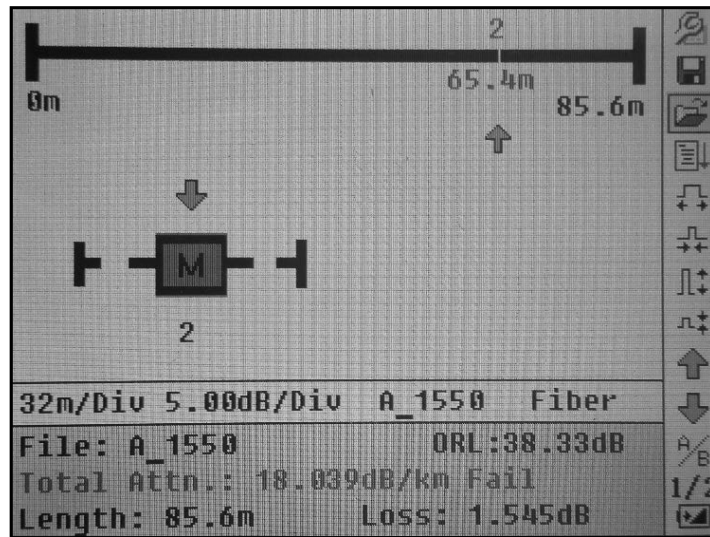 2
65.4m
0m
85.6m
M
2
32m/Div 5.00dB/Div A_1550 Fiber
File: A_1550 ORL:38.33dB
Total Attn.: 18.039dB/km Fail
Length: 85.6m Loss: 1.545dB
A/B
1/2